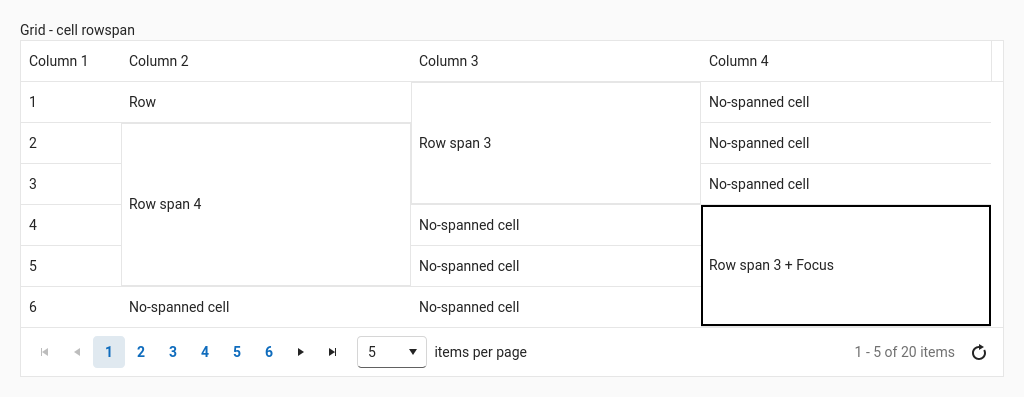 Grid - cell rowspan
Column 1 Column 2 Column 3 Column 4
1 Row No-spanned cell
2 Row span 3 No-spanned cell
3 No-spanned cell
Row span 4
4 No-spanned cell
5 No-spanned cell Row span 3 + Focus
6 No-spanned cell No-spanned cell
1 2 3 4 5 6 5 items per page 1 - 5 of 20 items